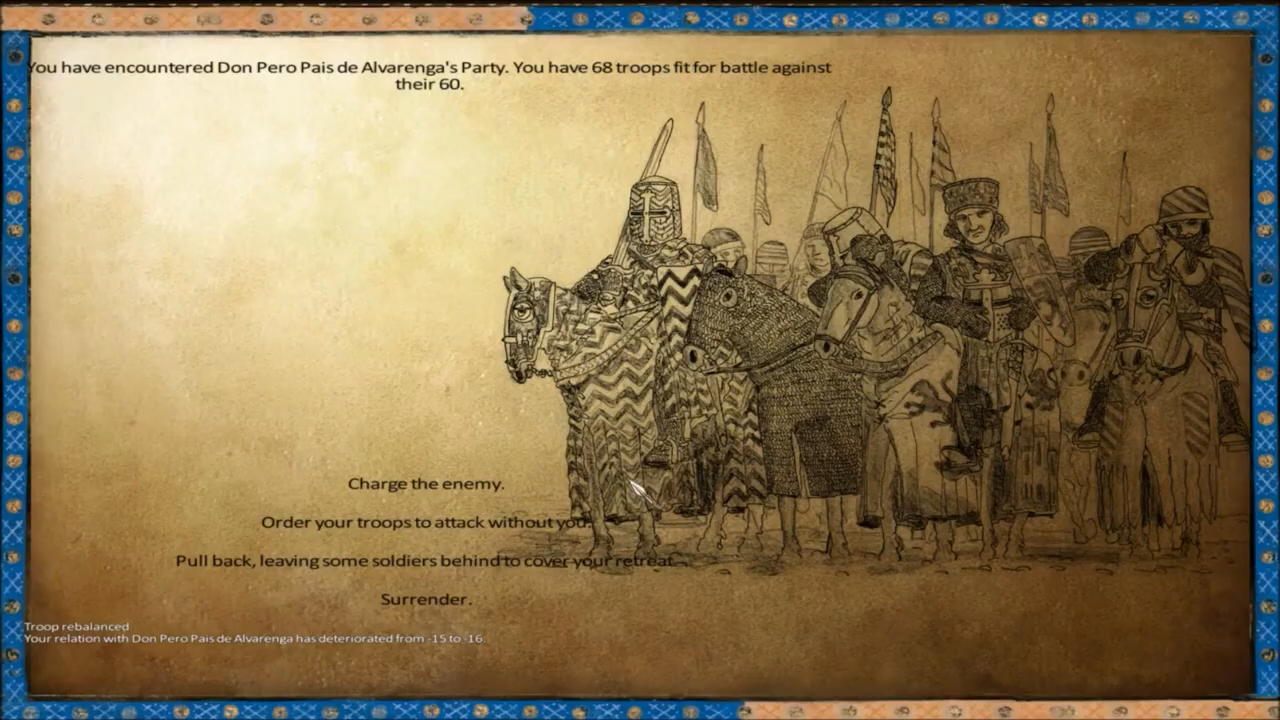 You have encountered Don Pero Pais de Alvarenga's Party. You have 68 troops fit for battle against
their 60.
Charge the enemy.
Order your troops to attack without you.
Pull back, leaving some soldiers behind to cover your retreat.
Surrender.
Troop rebalanced
Your relation with Don Pero Pais de Alvarenga has deteriorated from -15 to -16.